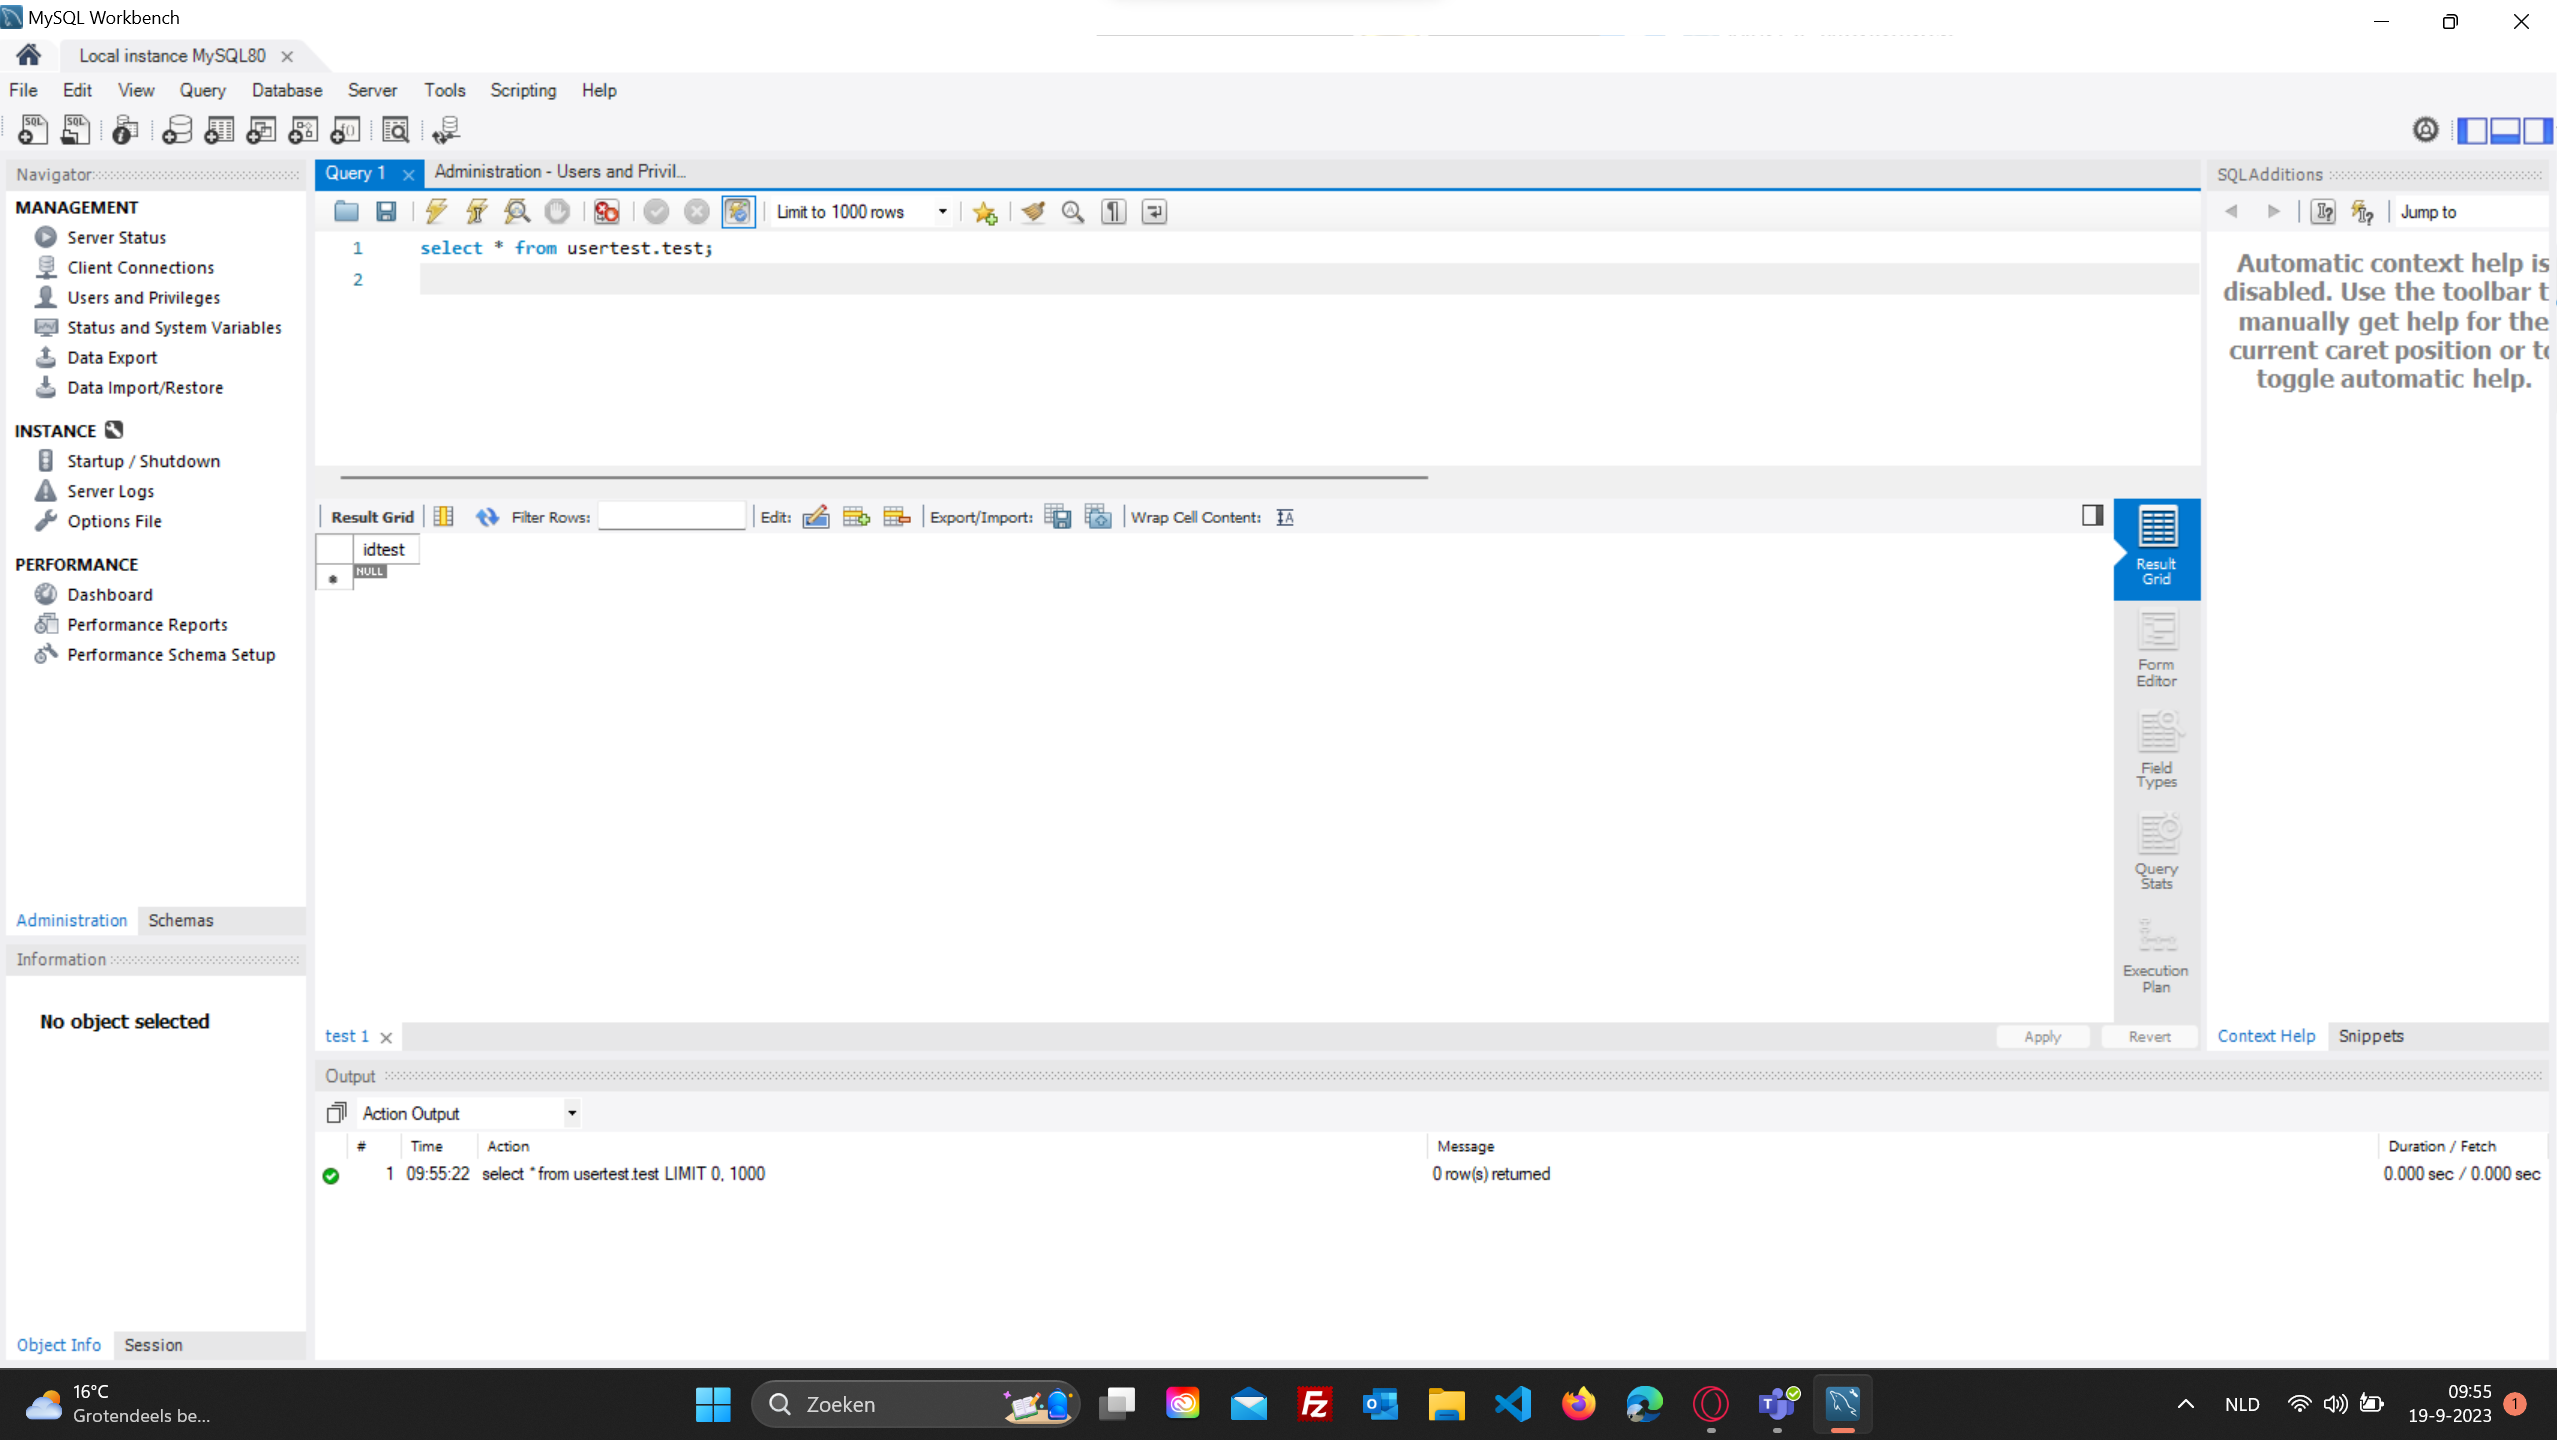 MySQL Workbench
Local instance MySQL80
File Edit View Query Database Server Tools Scripting Help
Navigator
MANAGEMENT
Server Status
Client Connections
Users and Privileges
Status and System Variables
Data Export
Data Import/Restore
INSTANCE
Startup / Shutdown
Server Logs
Options File
PERFORMANCE
Dashboard
Performance Reports
Performance Schema Setup
Administration Schemas
Information
No object selected
Object Info Session
Query 1 Administration - Users and Privil...
Limit to 1000 rows
1 select * from usertest.test;
2
Result Grid Filter Rows: Edit: Export/Import: Wrap Cell Content:
idtest
NULL
Result
Grid
Form
Editor
Field
Types
Query
Stats
Execution
Plan
test 1 Apply Revert
SQLAdditions
Jump to
Automatic context help is
disabled. Use the toolbar t
manually get help for the
current caret position or to
toggle automatic help.
Context Help Snippets
Output
Action Output
# Time Action Message Duration / Fetch
1 09:55:22 select * from usertest.test LIMIT 0, 1000 0 row(s) returned 0.000 sec / 0.000 sec
16°C
Grotendeels be...
Zoeken
NLD
09:55
19-9-2023
1